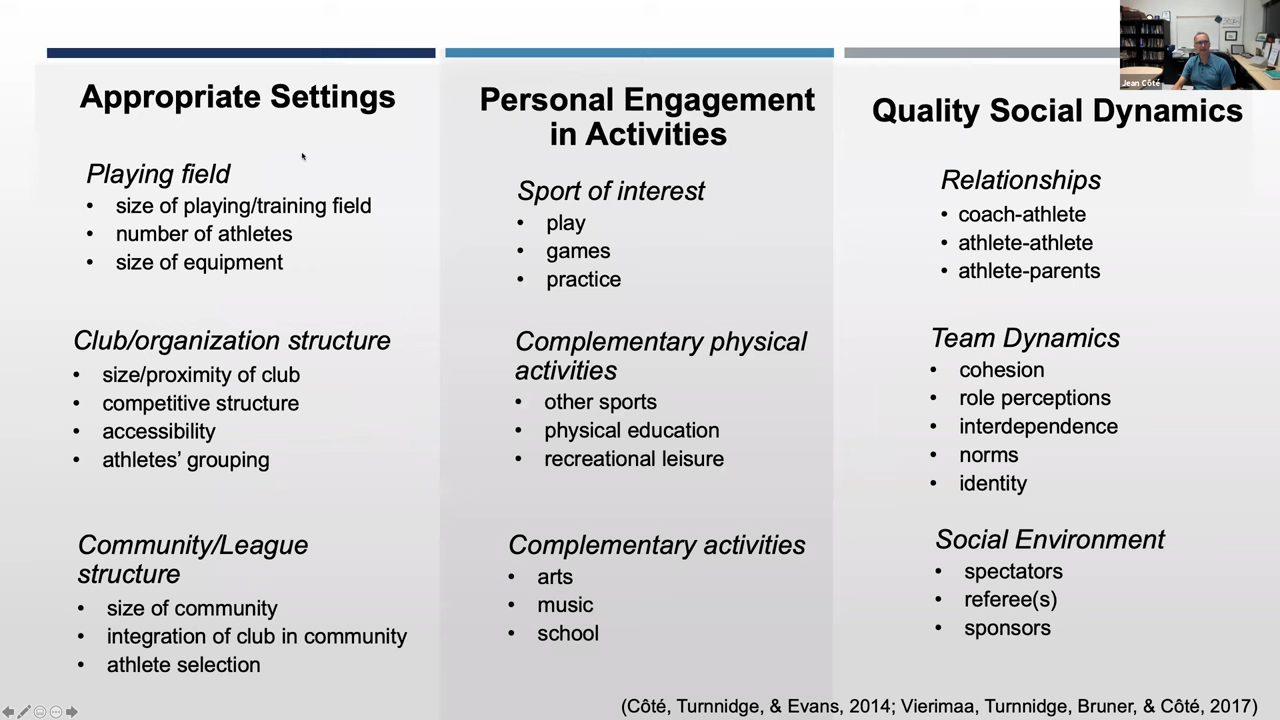 Appropriate Settings
Playing field
• size of playing/training field
• number of athletes
• size of equipment
Club/organization structure
• size/proximity of club
• competitive structure
• accessibility
• athletes’ grouping
Community/League
structure
• size of community
• integration of club in community
• athlete selection
Personal Engagement
in Activities
Sport of interest
• play
• games
• practice
Complementary physical
activities
• other sports
• physical education
• recreational leisure
Complementary activities
• arts
• music
• school
Jean Côté
Quality Social Dynamics
Relationships
• coach-athlete
• athlete-athlete
• athlete-parents
Team Dynamics
• cohesion
• role perceptions
• interdependence
• norms
• identity
Social Environment
• spectators
• referee(s)
• sponsors
(Côté, Turnnidge, & Evans, 2014; Vierimaa, Turnnidge, Bruner, & Côté, 2017)